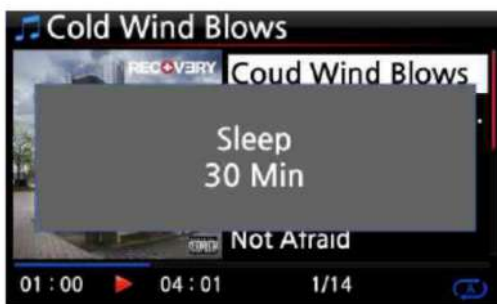 Cold Wind Blows
RECOVERY
Coud Wind Blows
Sleep
30 Min
Not Afraid
01 : 00 04 : 01 1/14
A